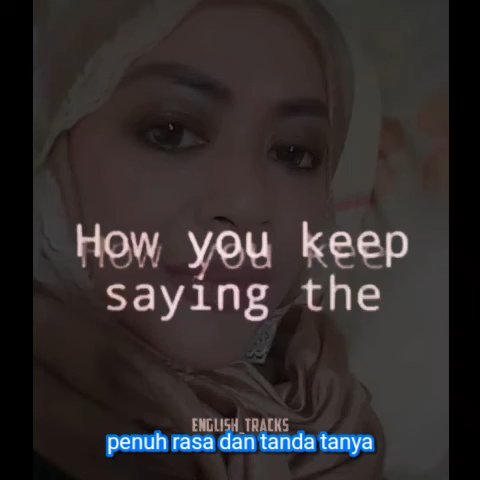 How you keep
saying the
ENGLISH_TRACKS
penuh rasa dan tanda tanya